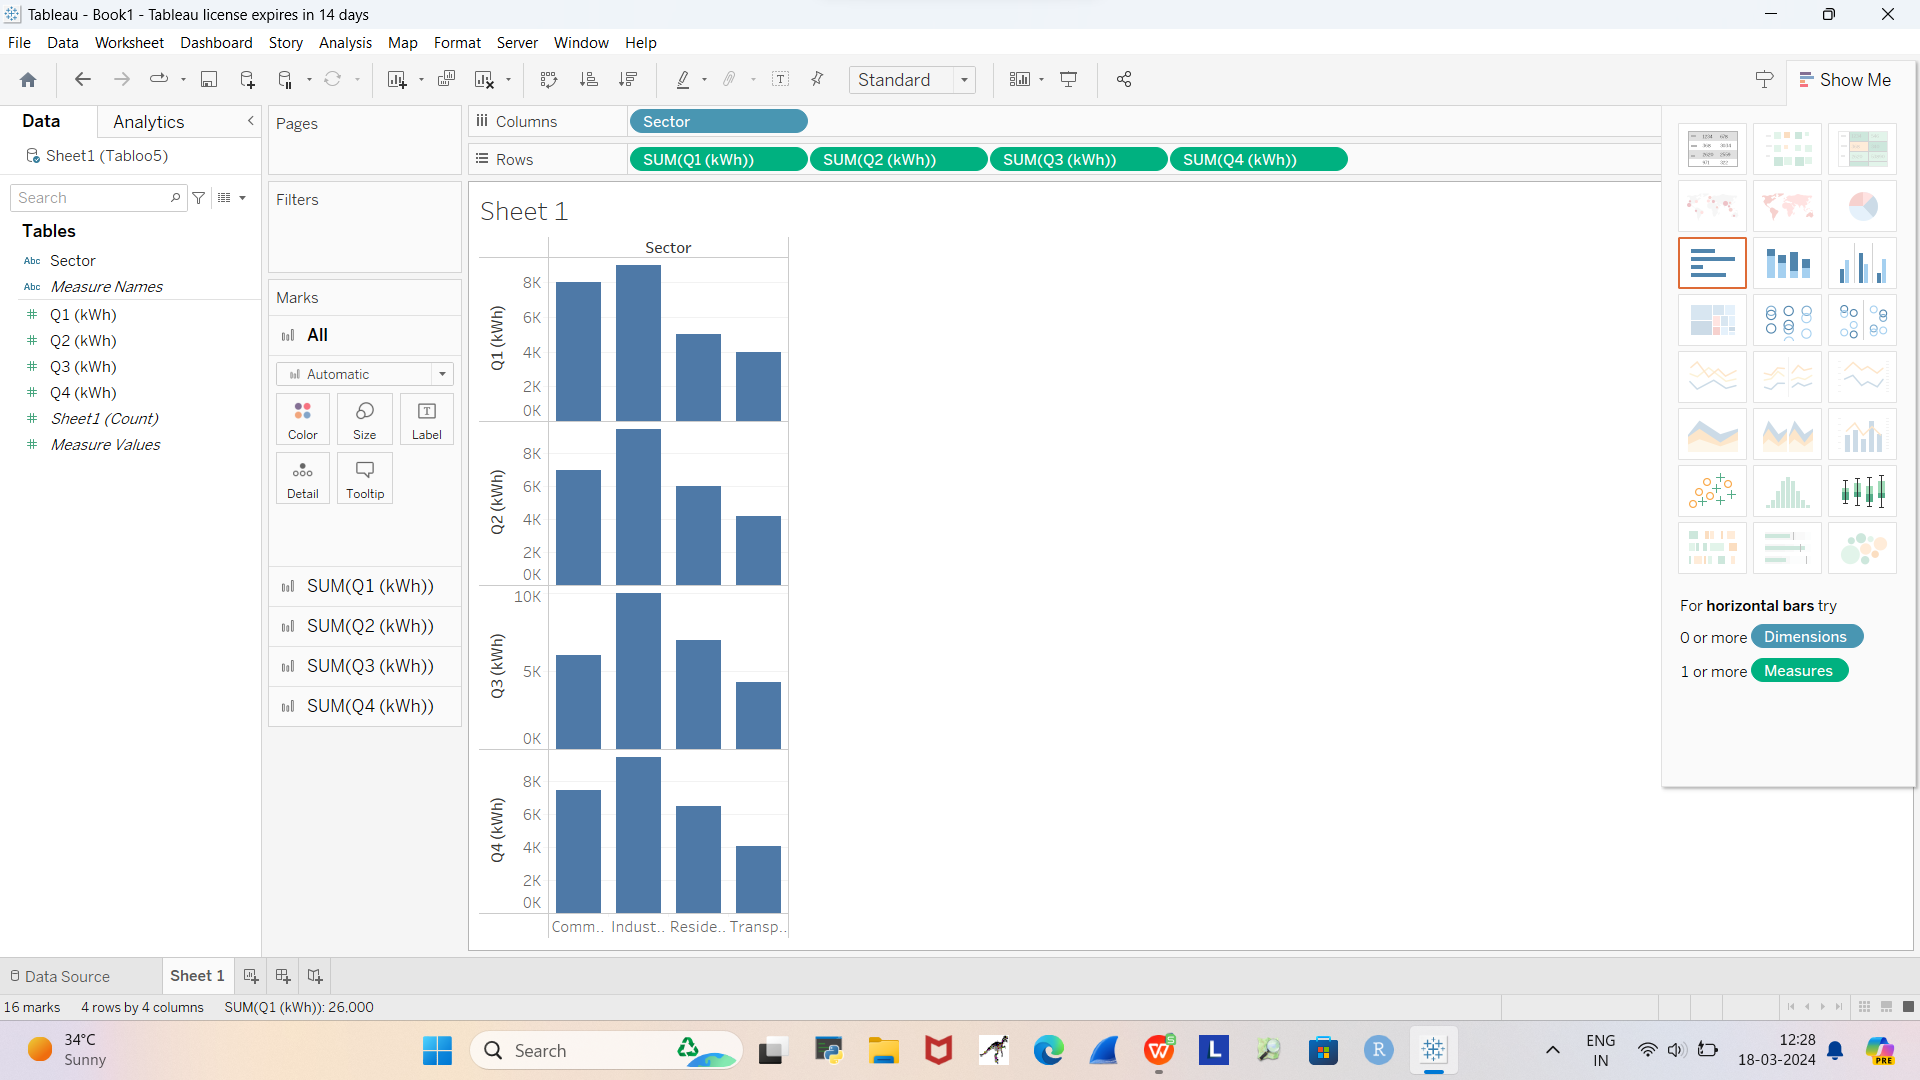 Tableau - Book1 - Tableau license expires in 14 days
File Data Worksheet Dashboard Story Analysis Map Format Server Window Help
Standard
Show Me
Data
Analytics
Sheet1 (Tabloo5)
Search
Tables
Abc Sector
Abc Measure Names
Q1 (kWh)
Q2 (kWh)
Q3 (kWh)
Q4 (kWh)
Sheet1 (Count)
Measure Values
Pages
Filters
Marks
All
Automatic
Color
Size
Label
Detail
Tooltip
SUM(Q1 (kWh))
SUM(Q2 (kWh))
SUM(Q3 (kWh))
SUM(Q4 (kWh))
Columns
Sector
Rows
SUM(Q1 (kWh)) SUM(Q2 (kWh)) SUM(Q3 (kWh)) SUM(Q4 (kWh))
Sheet 1
Sector
Q1 (kWh)
8K
6K
4K
2K
0K
Q2 (kWh)
8K
6K
4K
2K
0K
Q3 (kWh)
10K
5K
0K
Q4 (kWh)
8K
6K
4K
2K
0K
Comm.. Indust.. Reside.. Transp..
For horizontal bars try
0 or more Dimensions
1 or more Measures
Data Source
Sheet 1
16 marks 4 rows by 4 columns SUM(Q1 (kWh)): 26,000
34°C
Sunny
Search
ENG
IN
12:28
18-03-2024
PRE